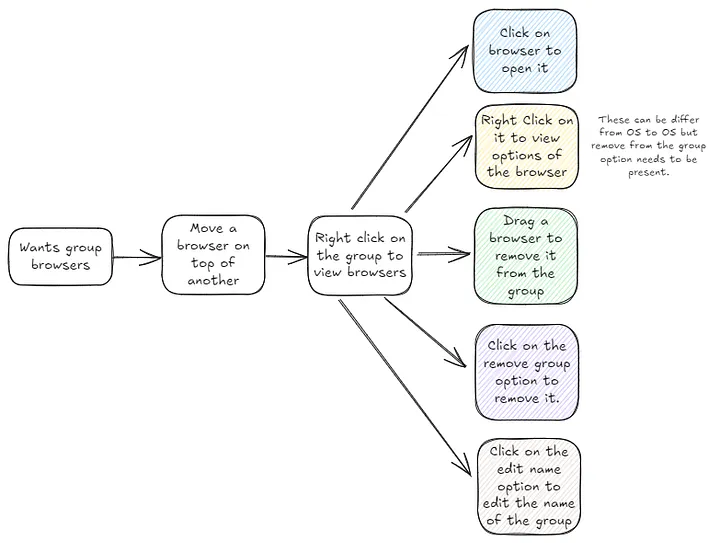 Wants group
browsers
Move a
browser on
top of
another
Right click on
the group to
view browsers
Click on
browser to
open it
Right Click on
it to view
options of
the browser
These can be differ
from OS to OS but
remove from the group
option needs to be
present.
Drag a
browser to
remove it
from the
group
Click on the
remove group
option to
remove it.
Click on the
edit name
option to
edit the name
of the group